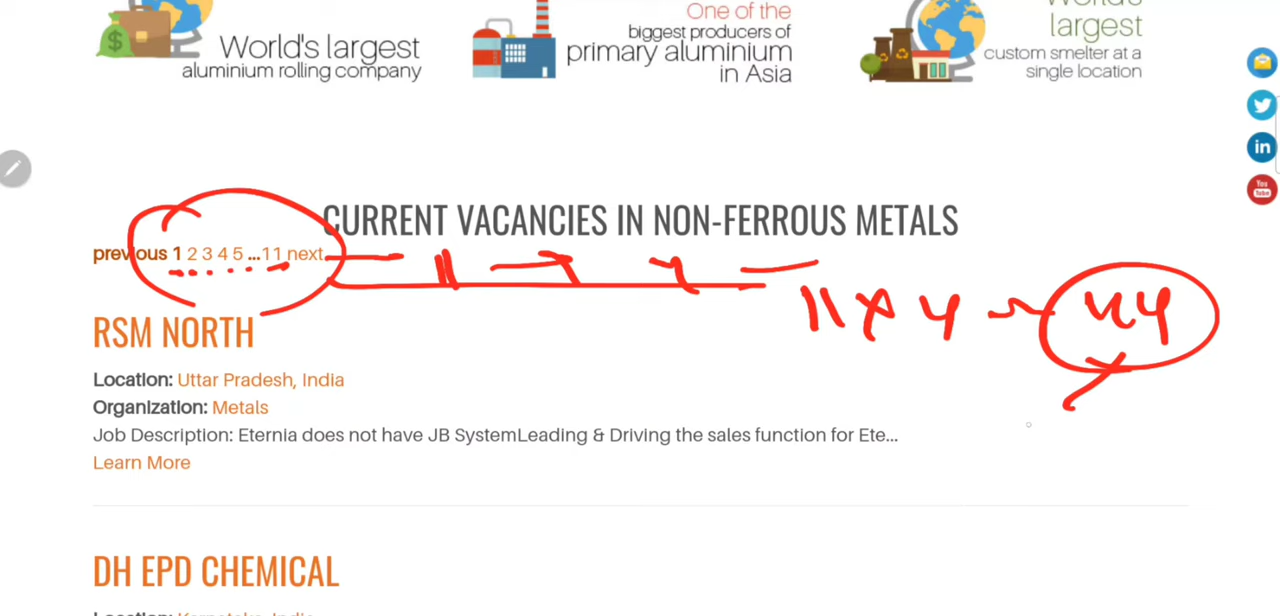 World's largest
aluminium rolling company
One of the
biggest producers of
primary aluminium
in Asia
largest
custom smelter at a
single location
in
You
Tube
CURRENT VACANCIES IN NON-FERROUS METALS
previous 1 2 3 4 5 ...11 next
11 x 4 ~ 44
RSM NORTH
Location: Uttar Pradesh, India
Organization: Metals
Job Description: Eternia does not have JB SystemLeading & Driving the sales function for Ete...
Learn More
DH EPD CHEMICAL